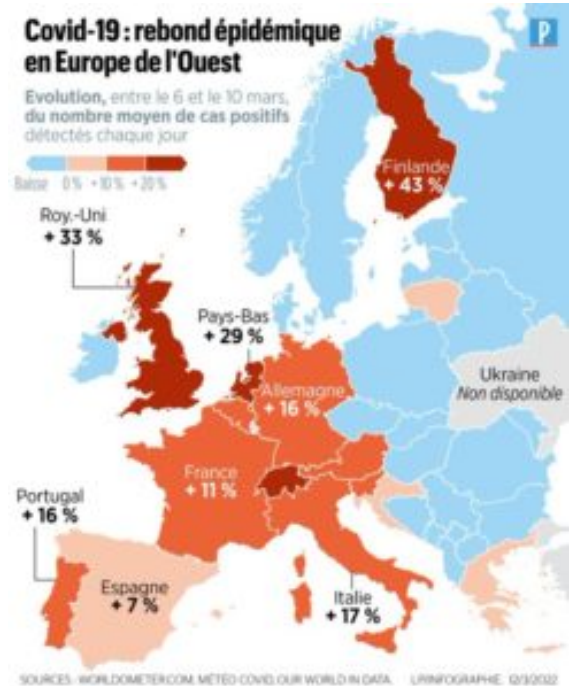 Covid-19 : rebond épidémique
en Europe de l'Ouest
P
Evolution, entre le 6 et le 10 mars,
du nombre moyen de cas positifs
détectés chaque jour
Baisse 0 % +10 % +20 %
Finlande
+ 43 %
Roy.-Uni
+ 33 %
Pays-Bas
+ 29 %
Allemagne
+ 16 %
Ukraine
Non disponible
France
+ 11 %
Portugal
+ 16 %
Espagne
+ 7 %
Italie
+ 17 %
SOURCES : WORLDOMETER.COM, MÉTÉO COVID, OUR WORLD IN DATA. LP/INFOGRAPHIE. 12/3/2022